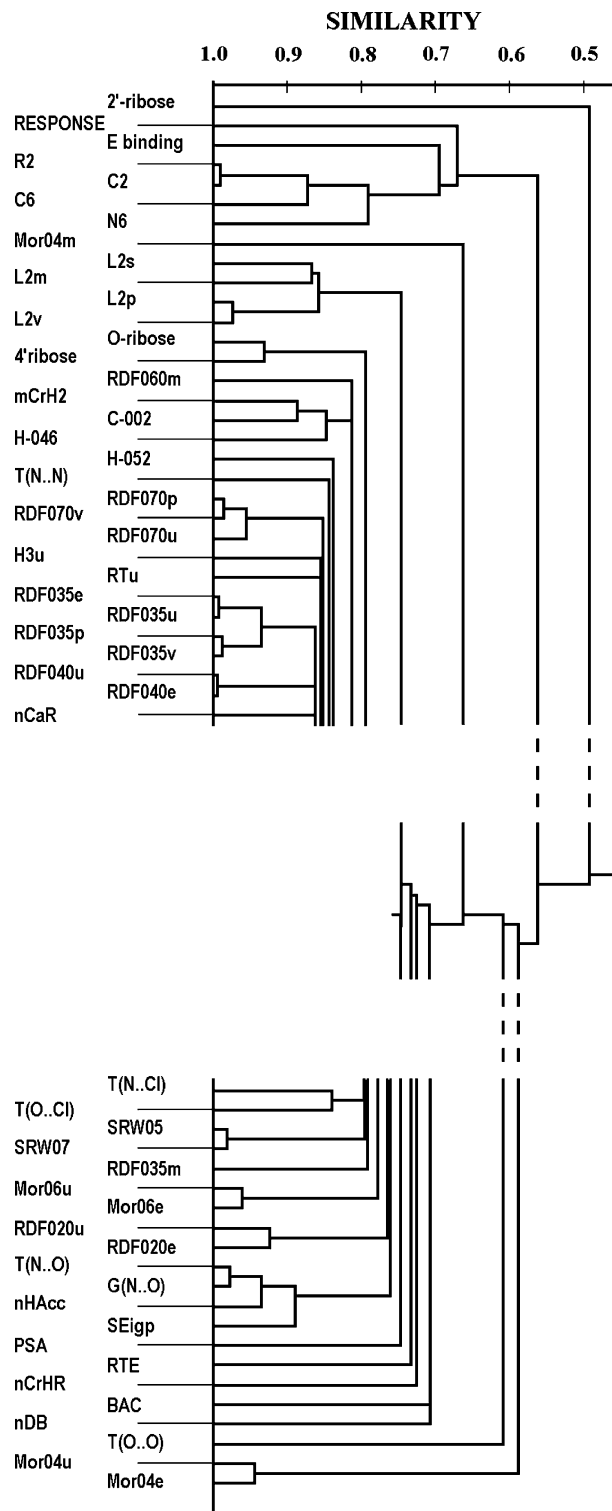 SIMILARITY
1.0 0.9 0.8 0.7 0.6 0.5
2'-ribose
RESPONSE
E binding
R2
C2
C6
N6
Mor04m
L2s
L2m
L2p
L2v
O-ribose
4'ribose
RDF060m
mCrH2
C-002
H-046
H-052
T(N..N)
RDF070p
RDF070v
RDF070u
H3u
RTu
RDF035e
RDF035u
RDF035p
RDF035v
RDF040u
RDF040e
nCaR
T(N..Cl)
T(O..Cl)
SRW05
SRW07
RDF035m
Mor06u
Mor06e
RDF020u
RDF020e
T(N..O)
G(N..O)
nHAcc
SEigp
PSA
RTE
nCrHR
BAC
nDB
T(O..O)
Mor04u
Mor04e